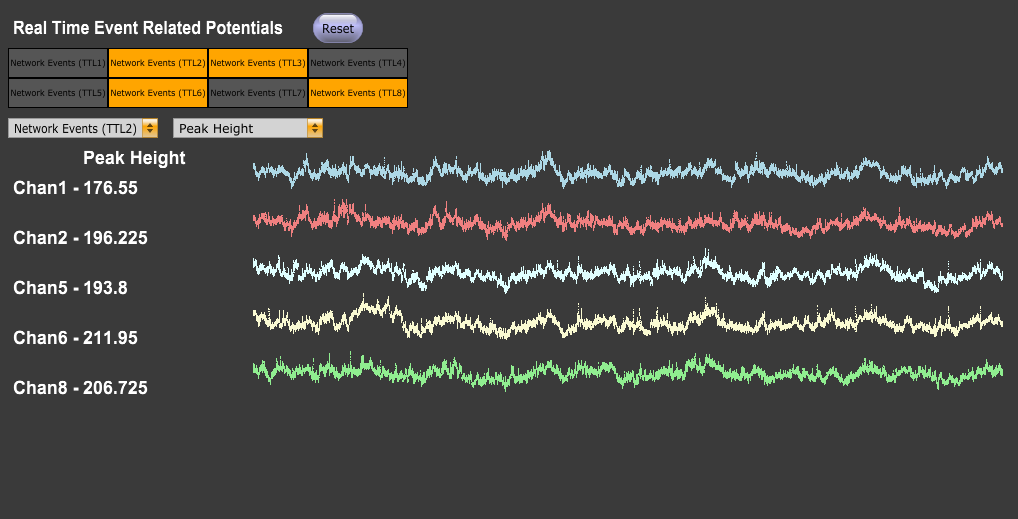 Real Time Event Related Potentials Reset
Network Events (TTL1) Network Events (TTL2) Network Events (TTL3) Network Events (TTL4)
Network Events (TTL5) Network Events (TTL6) Network Events (TTL7) Network Events (TTL8)
Network Events (TTL2) Peak Height
Peak Height
Chan1 - 176.55
Chan2 - 196.225
Chan5 - 193.8
Chan6 - 211.95
Chan8 - 206.725